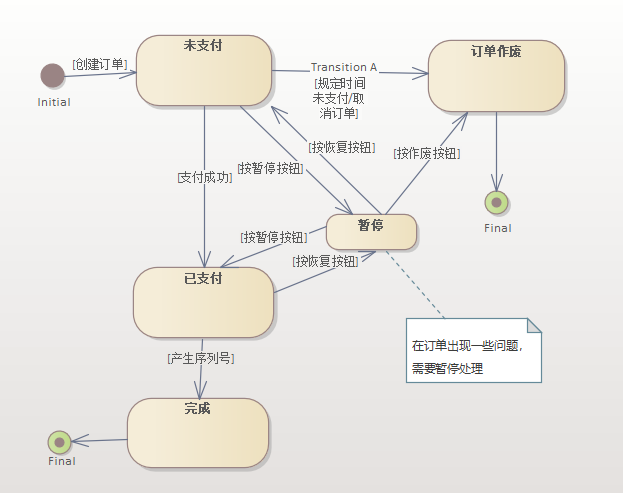 未支付
订单作废
[创建订单]
Initial
Transition A
[规定时间
未支付/取
消订单]
[按恢复按钮]
[按作废按钮]
[支付成功]
[按暂停按钮]
暂停
Final
[按暂停按钮]
[按恢复按钮]
已支付
在订单出现一些问题，
需要暂停处理
[产生序列号]
完成
Final